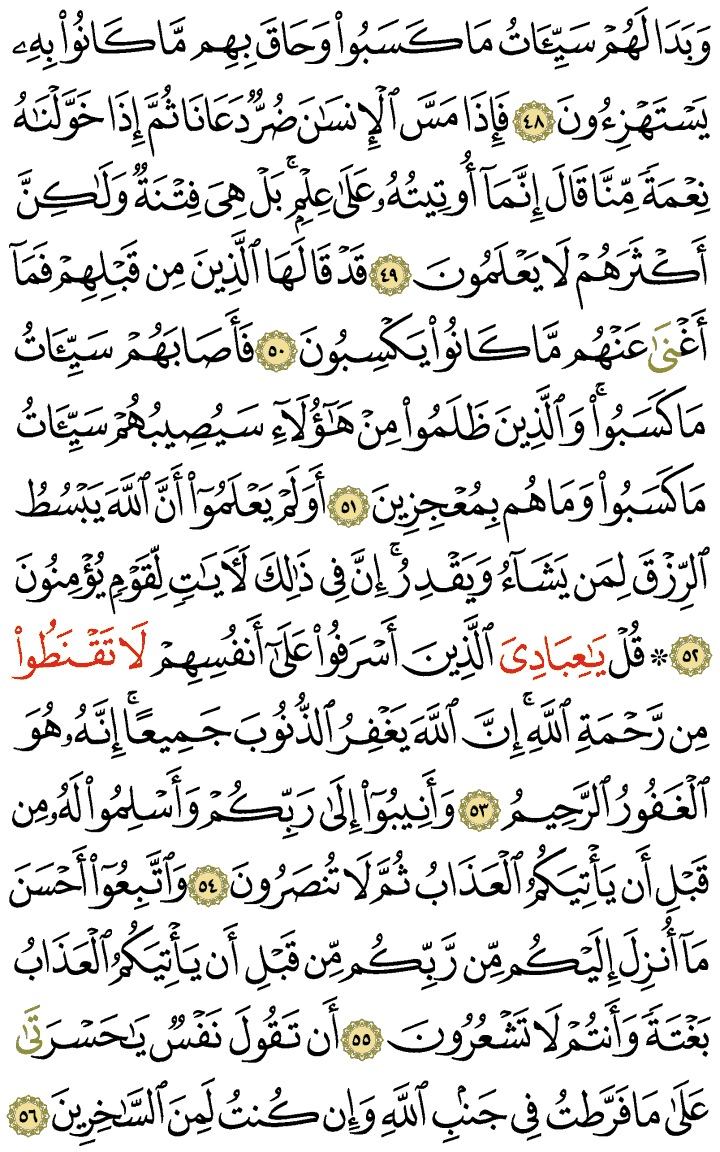 وَبَدَا لَهُمْ سَيِّـَٔاتُ مَا كَسَبُوا۟ وَحَاقَ بِهِم مَّا كَانُوا۟ بِهِۦ
يَسْتَهْزِءُونَ ٤٨ فَإِذَا مَسَّ ٱلْإِنسَٰنَ ضُرٌّ دَعَانَا ثُمَّ إِذَا خَوَّلْنَٰهُ
نِعْمَةً مِّنَّا قَالَ إِنَّمَآ أُوتِيتُهُۥ عَلَىٰ عِلْمٍۭ ۚ بَلْ هِىَ فِتْنَةٌ وَلَٰكِنَّ
أَكْثَرَهُمْ لَا يَعْلَمُونَ ٤٩ قَدْ قَالَهَا ٱلَّذِينَ مِن قَبْلِهِمْ فَمَآ
أَغْنَىٰ عَنْهُم مَّا كَانُوا۟ يَكْسِبُونَ ٥٠ فَأَصَابَهُمْ سَيِّـَٔاتُ
مَا كَسَبُوا۟ ۚ وَٱلَّذِينَ ظَلَمُوا۟ مِنْ هَٰٓؤُلَآءِ سَيُصِيبُهُمْ سَيِّـَٔاتُ
مَا كَسَبُوا۟ وَمَا هُم بِمُعْجِزِينَ ٥١ أَوَلَمْ يَعْلَمُوٓا۟ أَنَّ ٱللَّهَ يَبْسُطُ
ٱلرِّزْقَ لِمَن يَشَآءُ وَيَقْدِرُ ۚ إِنَّ فِى ذَٰلِكَ لَـَٔايَٰتٍ لِّقَوْمٍ يُؤْمِنُونَ
٥٢ * قُلْ يَٰعِبَادِىَ ٱلَّذِينَ أَسْرَفُوا۟ عَلَىٰٓ أَنفُسِهِمْ لَا تَقْنَطُوا۟
مِن رَّحْمَةِ ٱللَّهِ ۚ إِنَّ ٱللَّهَ يَغْفِرُ ٱلذُّنُوبَ جَمِيعًا ۚ إِنَّهُۥ هُوَ
ٱلْغَفُورُ ٱلرَّحِيمُ ٥٣ وَأَنِيبُوٓا۟ إِلَىٰ رَبِّكُمْ وَأَسْلِمُوا۟ لَهُۥ مِن
قَبْلِ أَن يَأْتِيَكُمُ ٱلْعَذَابُ ثُمَّ لَا تُنصَرُونَ ٥٤ وَٱتَّبِعُوٓا۟ أَحْسَنَ
مَآ أُنزِلَ إِلَيْكُم مِّن رَّبِّكُم مِّن قَبْلِ أَن يَأْتِيَكُمُ ٱلْعَذَابُ
بَغْتَةً وَأَنتُمْ لَا تَشْعُرُونَ ٥٥ أَن تَقُولَ نَفْسٌ يَٰحَسْرَتَىٰ
عَلَىٰ مَا فَرَّطتُ فِى جَنۢبِ ٱللَّهِ وَإِن كُنتُ لَمِنَ ٱلسَّٰخِرِينَ ٥٦